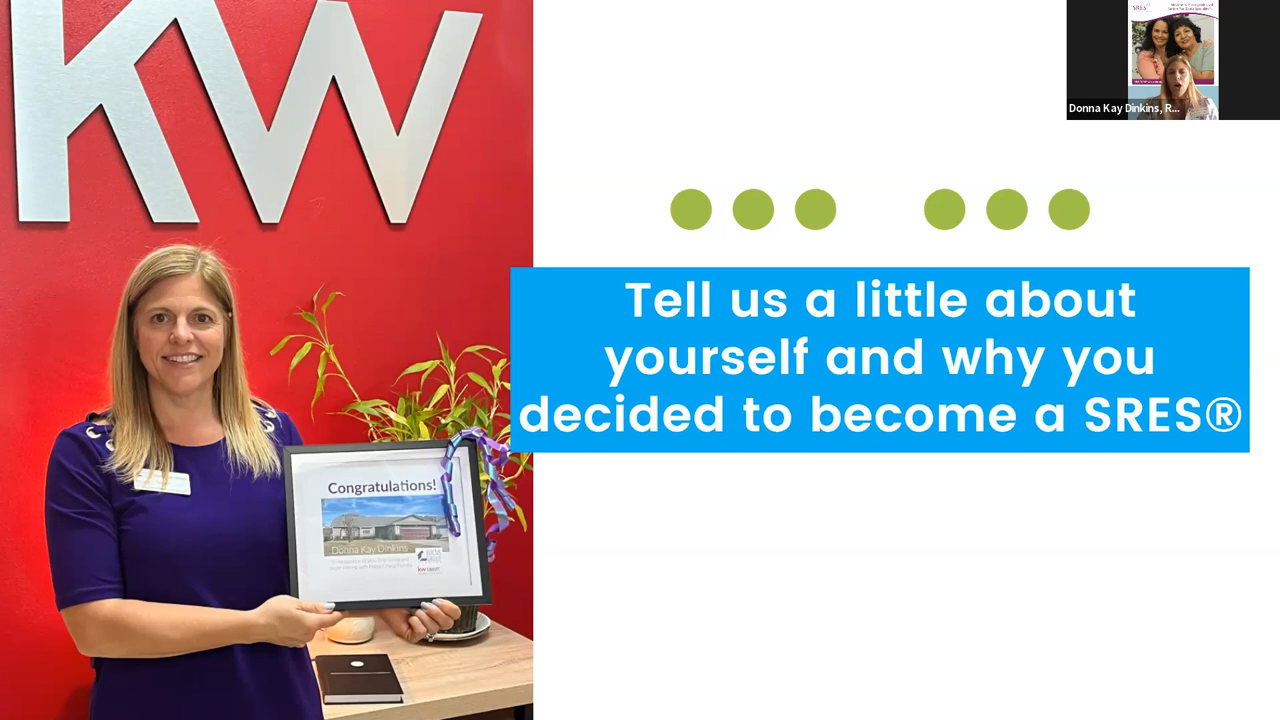 KW
SRES
Donna Kay Dinkins, R...
Tell us a little about
yourself and why you
decided to become a SRES®
Congratulations!
Donna Kay Dinkins